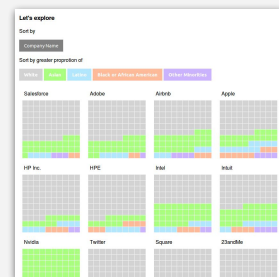 Let's explore
Sort by
Company Name
Sort by greater proprotion of
White Asian Latinx Black or African American Other Minorities
Salesforce Adobe Airbnb Apple
HP Inc. HPE Intel Intuit
Nvidia Twitter Square 23andMe